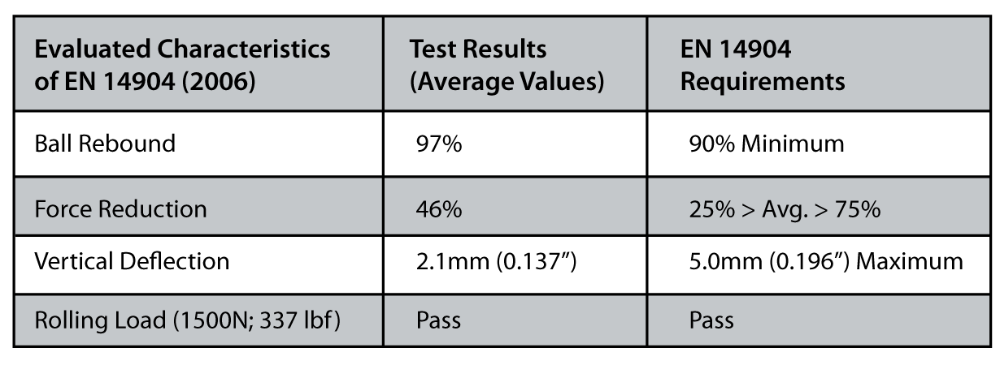 Evaluated Characteristics
of EN 14904 (2006)
Test Results
(Average Values)
EN 14904
Requirements
Ball Rebound
97%
90% Minimum
Force Reduction
46%
25% > Avg. > 75%
Vertical Deflection
2.1mm (0.137”)
5.0mm (0.196”) Maximum
Rolling Load (1500N; 337 lbf)
Pass
Pass